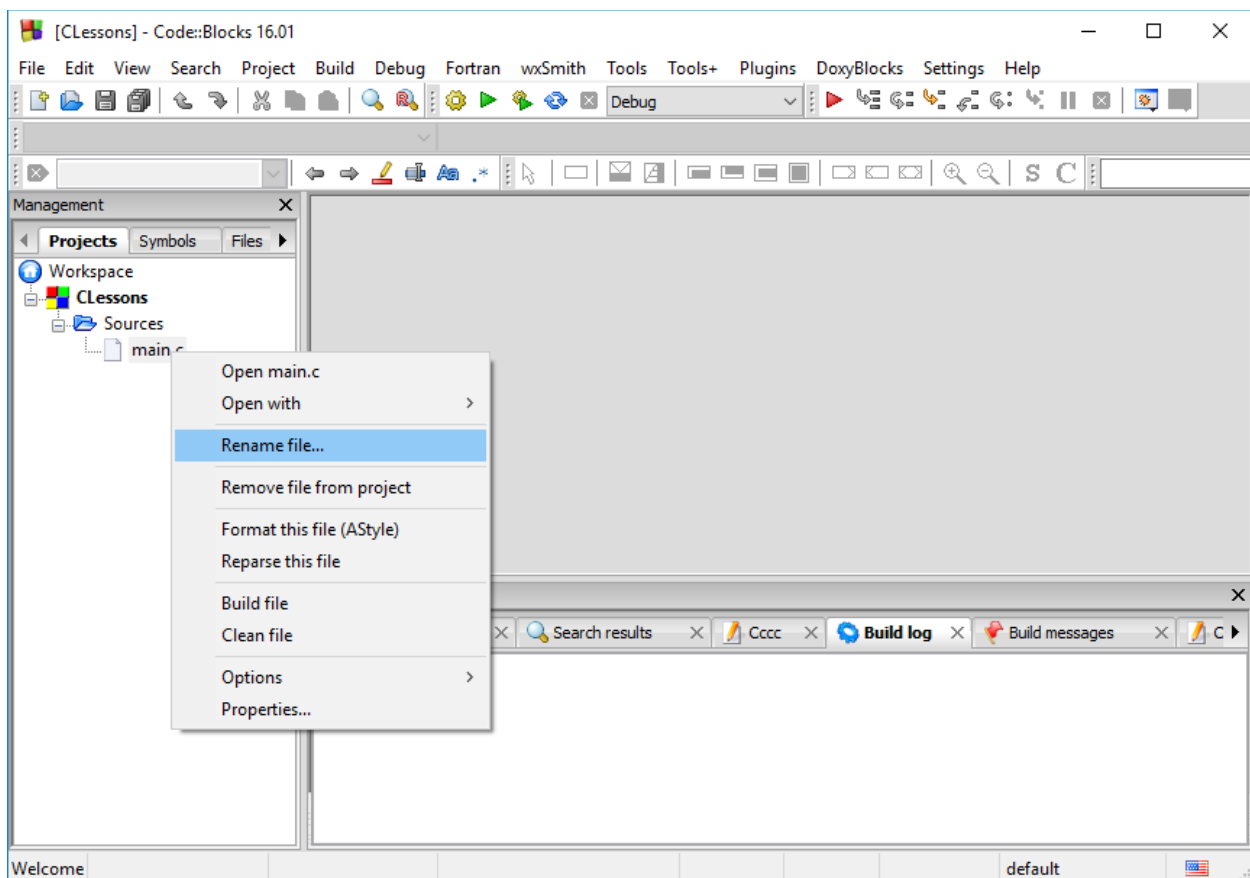 [CLessons] - Code::Blocks 16.01
File Edit View Search Project Build Debug Fortran wxSmith Tools Tools+ Plugins DoxyBlocks Settings Help
Debug
Aa .* S C
Management
Projects Symbols Files
Workspace
CLessons
Sources
main.c
Open main.c
Open with
Rename file...
Remove file from project
Format this file (AStyle)
Reparse this file
Build file
Clean file
Options
Properties...
Search results Cccc Build log Build messages C
Welcome default